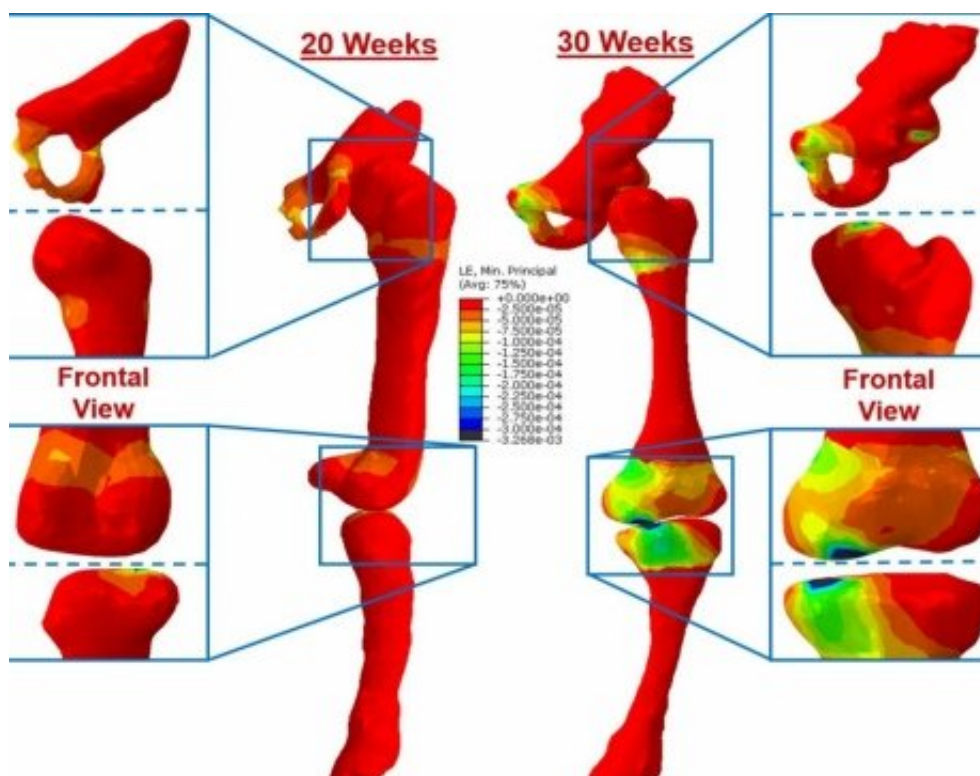 20 Weeks
30 Weeks
LE, Min. Principal
(Avg: 75%)
+0.000e+00
-2.500e-05
-5.000e-05
-7.500e-05
-1.000e-04
-1.250e-04
-1.500e-04
-1.750e-04
-2.000e-04
-2.250e-04
-2.500e-04
-2.750e-04
-3.000e-04
-3.268e-03
Frontal
View
Frontal
View